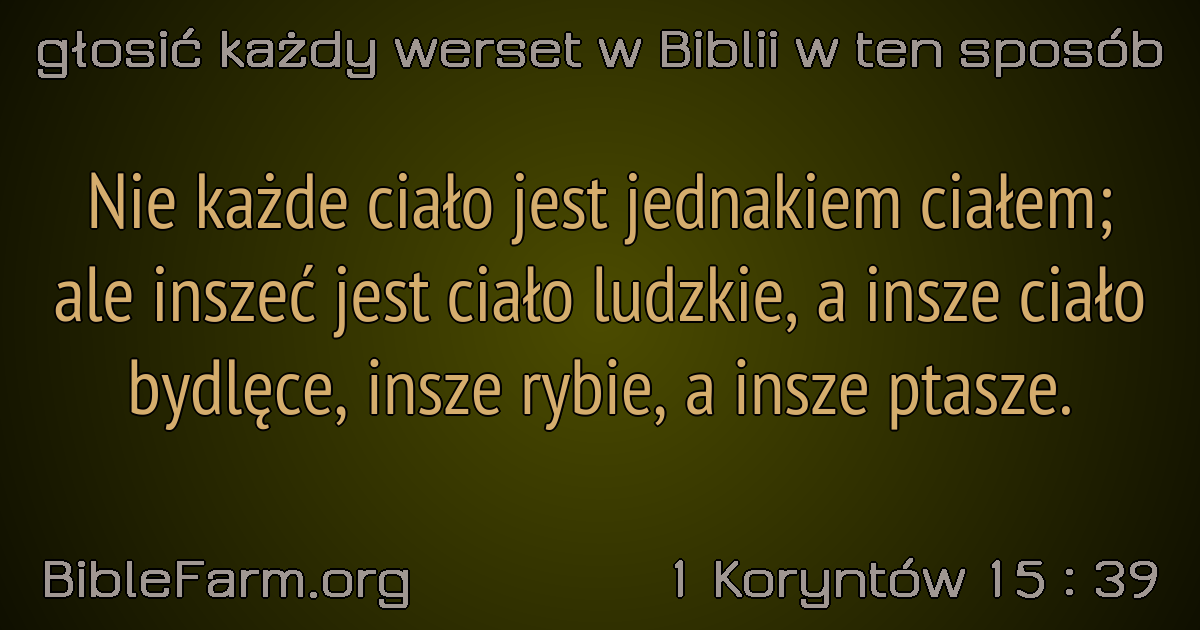 głosić każdy werset w Biblii w ten sposób
Nie każde ciało jest jednakiem ciałem;
ale inszeć jest ciało ludzkie, a insze ciało
bydlęce, insze rybie, a insze ptasze.
BibleFarm.org
1 Koryntów 15 : 39